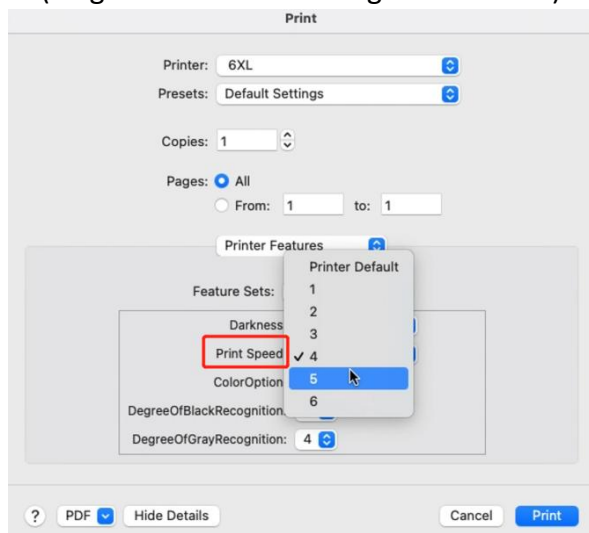 Print
Printer: 6XL
Presets: Default Settings
Copies: 1
Pages: All
From: 1 to: 1
Printer Features
Printer Default
Feature Sets: 1
2
Darkness 3
Print Speed ✓ 4
ColorOption 5
6
DegreeOfBlackRecognition
DegreeOfGrayRecognition: 4
? PDF Hide Details Cancel Print